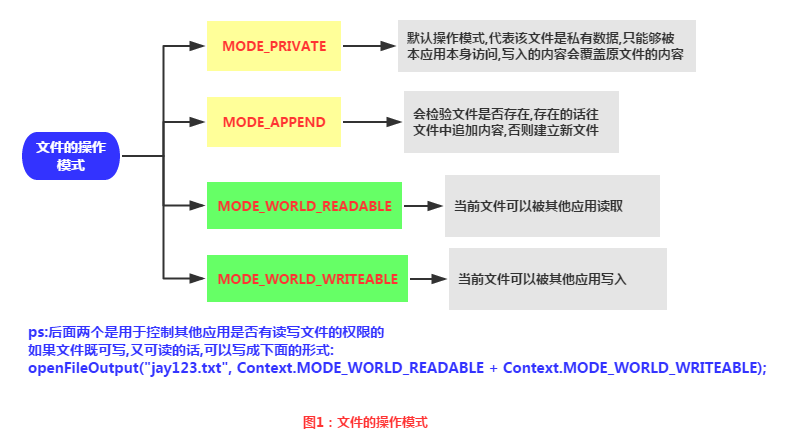 文件的操作
模式
MODE_PRIVATE
默认操作模式,代表该文件是私有数据,只能够被
本应用本身访问,写入的内容会覆盖原文件的内容
MODE_APPEND
会检验文件是否存在,存在的话往
文件中追加内容,否则建立新文件
MODE_WORLD_READABLE
当前文件可以被其他应用读取
MODE_WORLD_WRITEABLE
当前文件可以被其他应用写入
ps:后面两个是用于控制其他应用是否有读写文件的权限的
如果文件既可写,又可读的话,可以写成下面的形式:
openFileOutput("jay123.txt", Context.MODE_WORLD_READABLE + Context.MODE_WORLD_WRITEABLE);
图1：文件的操作模式